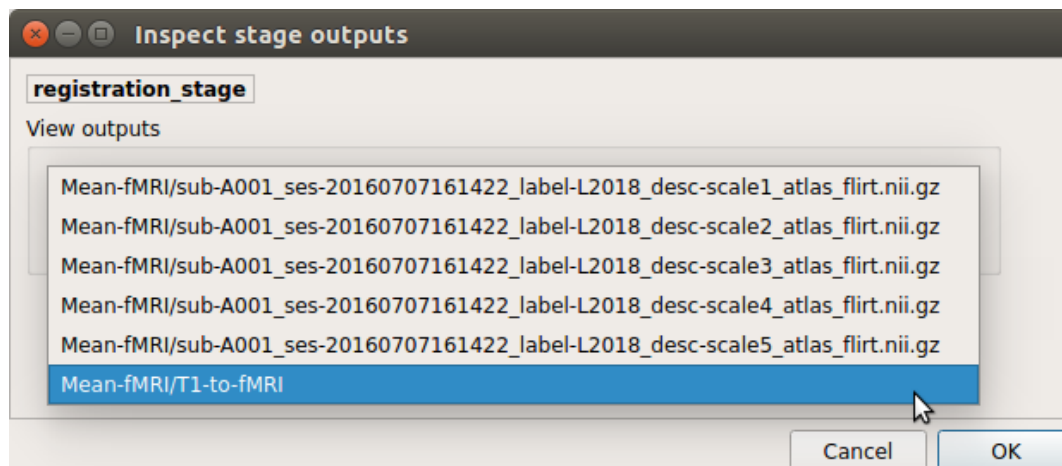 Inspect stage outputs
registration_stage
View outputs
Mean-fMRI/sub-A001_ses-20160707161422_label-L2018_desc-scale1_atlas_flirt.nii.gz
Mean-fMRI/sub-A001_ses-20160707161422_label-L2018_desc-scale2_atlas_flirt.nii.gz
Mean-fMRI/sub-A001_ses-20160707161422_label-L2018_desc-scale3_atlas_flirt.nii.gz
Mean-fMRI/sub-A001_ses-20160707161422_label-L2018_desc-scale4_atlas_flirt.nii.gz
Mean-fMRI/sub-A001_ses-20160707161422_label-L2018_desc-scale5_atlas_flirt.nii.gz
Mean-fMRI/T1-to-fMRI
Cancel OK